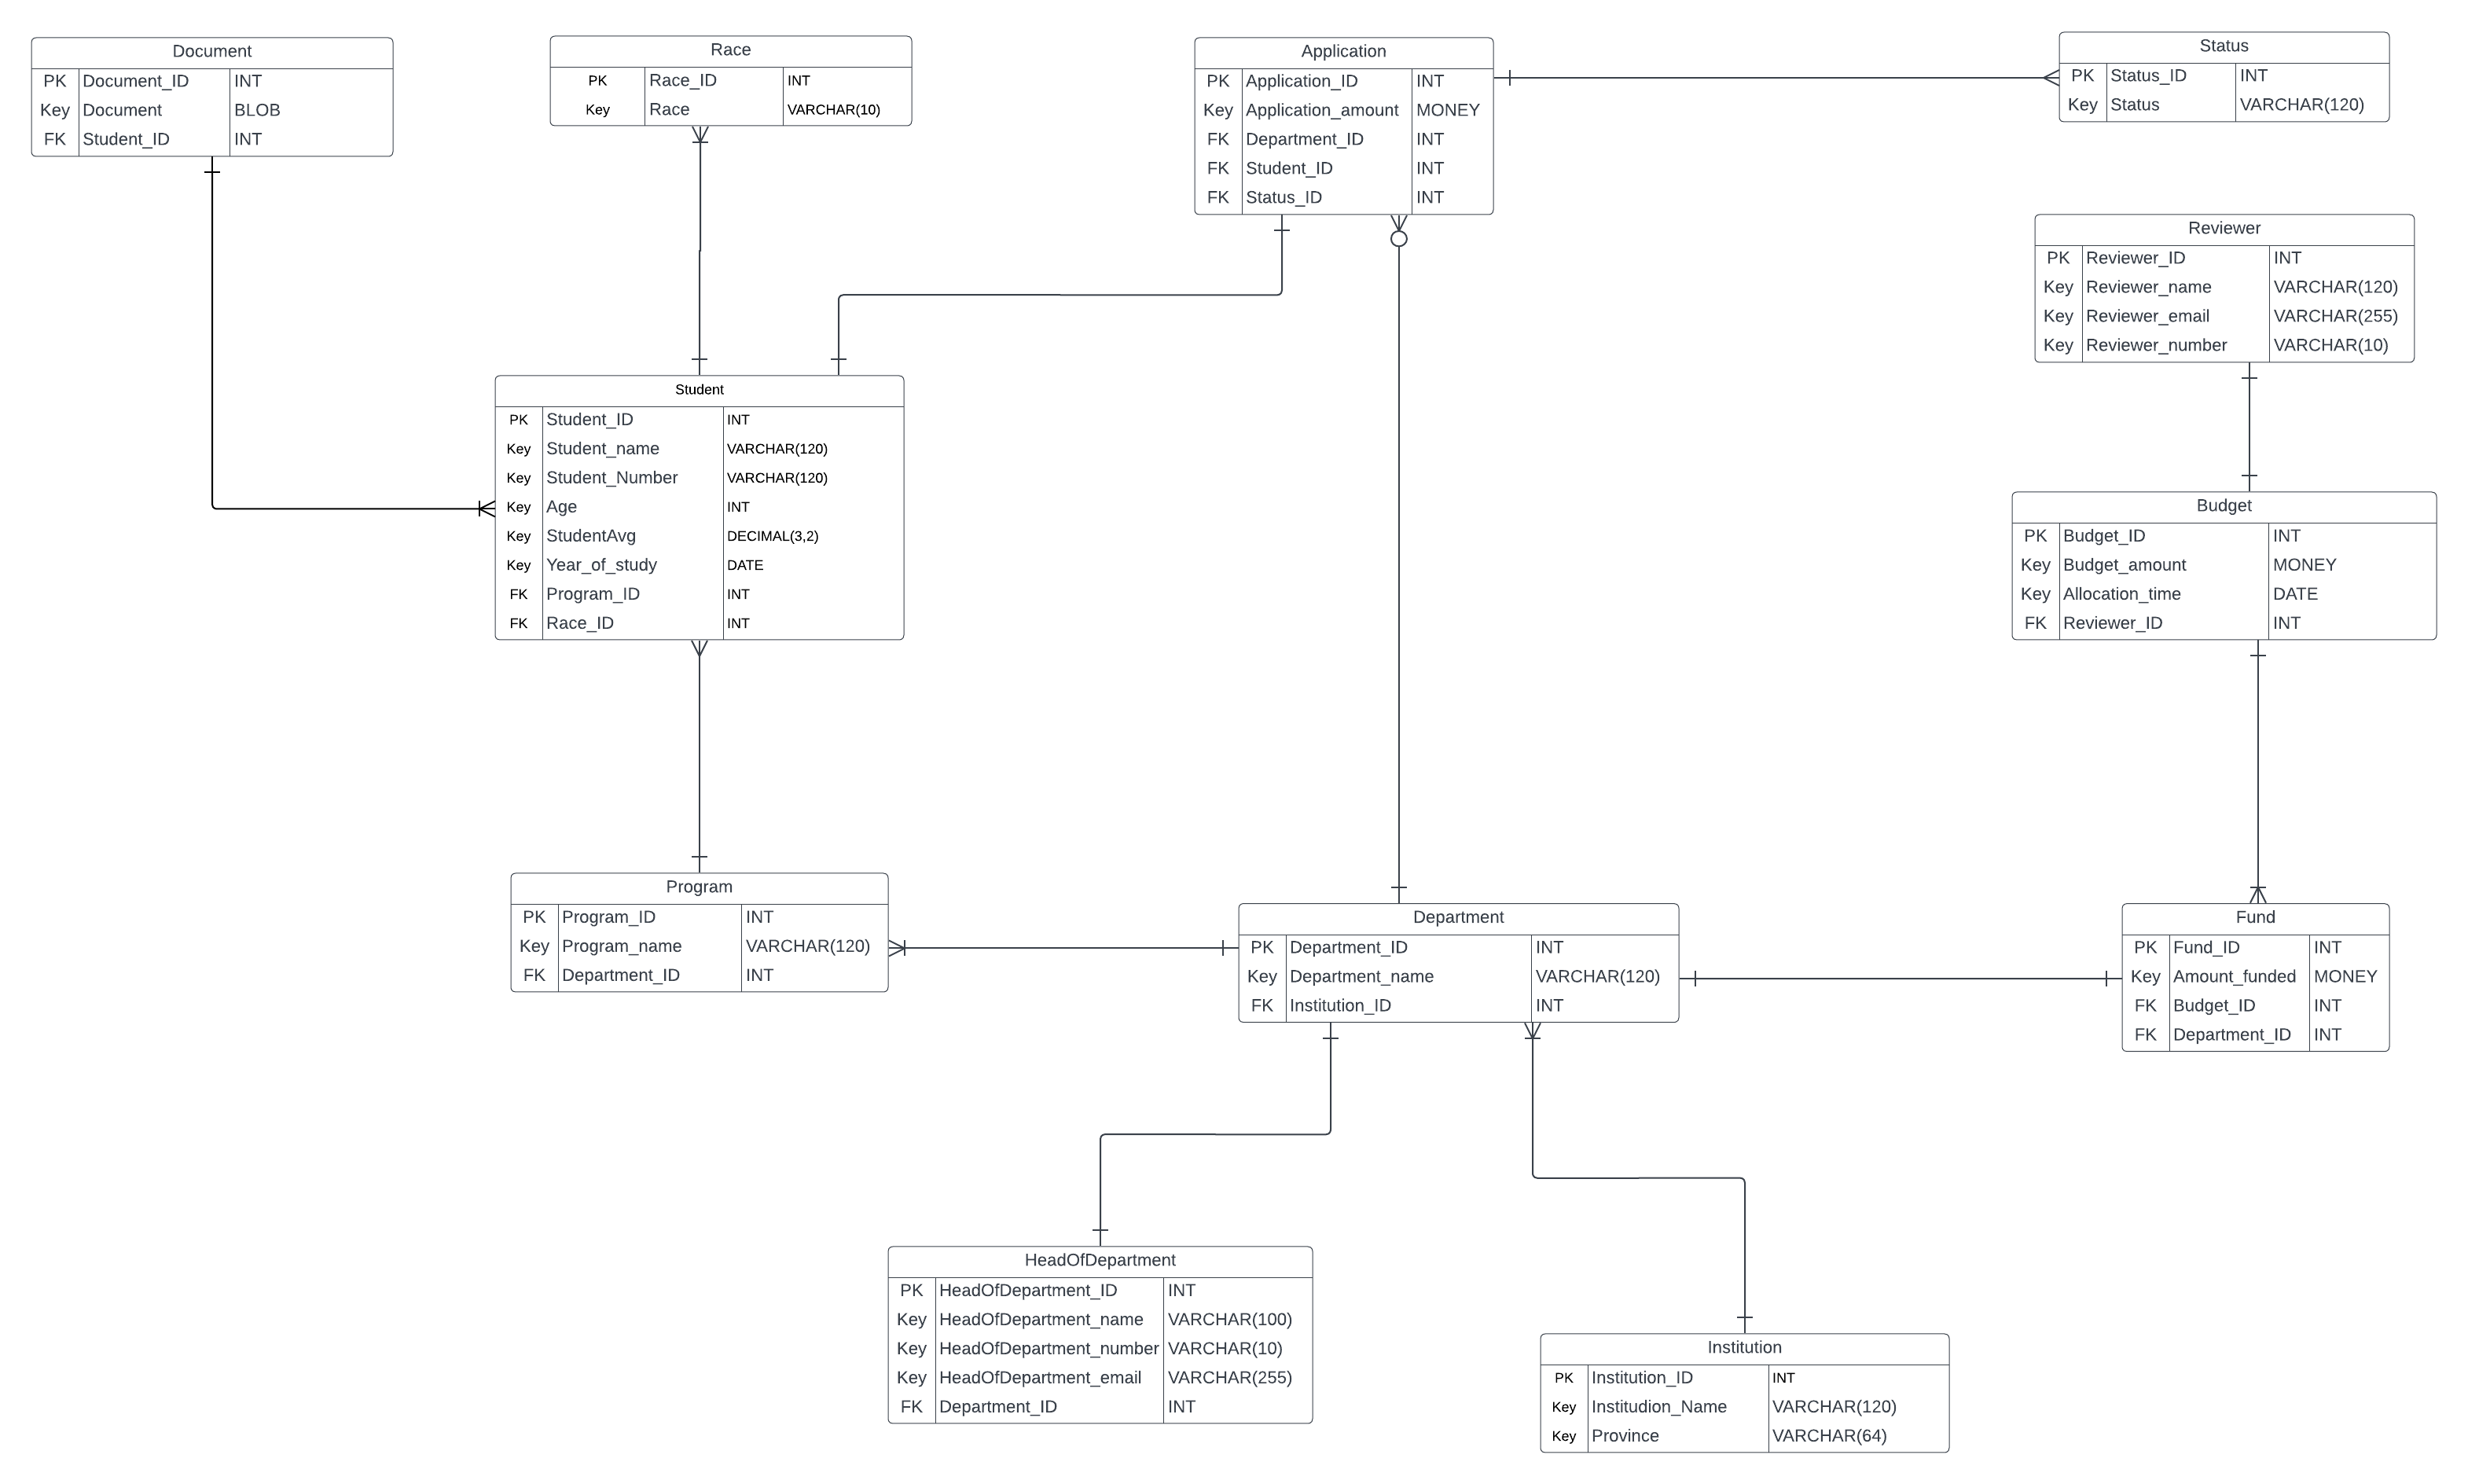 Document
PK Document_ID INT
Key Document BLOB
FK Student_ID INT
Race
PK Race_ID INT
Key Race VARCHAR(10)
Application
PK Application_ID INT
Key Application_amount MONEY
FK Department_ID INT
FK Student_ID INT
FK Status_ID INT
Status
PK Status_ID INT
Key Status VARCHAR(120)
Reviewer
PK Reviewer_ID INT
Key Reviewer_name VARCHAR(120)
Key Reviewer_email VARCHAR(255)
Key Reviewer_number VARCHAR(10)
Student
PK Student_ID INT
Key Student_name VARCHAR(120)
Key Student_Number VARCHAR(120)
Key Age INT
Key StudentAvg DECIMAL(3,2)
Key Year_of_study DATE
FK Program_ID INT
FK Race_ID INT
Budget
PK Budget_ID INT
Key Budget_amount MONEY
Key Allocation_time DATE
FK Reviewer_ID INT
Program
PK Program_ID INT
Key Program_name VARCHAR(120)
FK Department_ID INT
Department
PK Department_ID INT
Key Department_name VARCHAR(120)
FK Institution_ID INT
Fund
PK Fund_ID INT
Key Amount_funded MONEY
FK Budget_ID INT
FK Department_ID INT
HeadOfDepartment
PK HeadOfDepartment_ID INT
Key HeadOfDepartment_name VARCHAR(100)
Key HeadOfDepartment_number VARCHAR(10)
Key HeadOfDepartment_email VARCHAR(255)
FK Department_ID INT
Institution
PK Institution_ID INT
Key Institudion_Name VARCHAR(120)
Key Province VARCHAR(64)